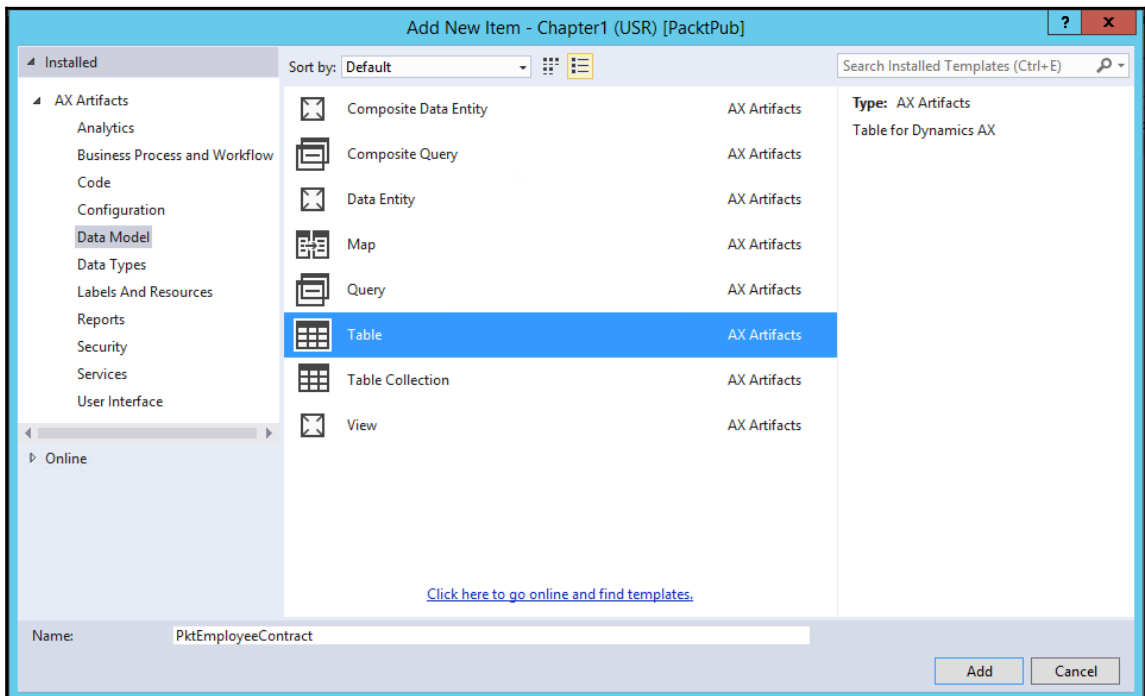 Add New Item - Chapter1 (USR) [PacktPub]
? x
Installed
Sort by: Default
Search Installed Templates (Ctrl+E)
AX Artifacts
Analytics
Business Process and Workflow
Code
Configuration
Data Model
Data Types
Labels And Resources
Reports
Security
Services
User Interface
Online
Composite Data Entity AX Artifacts
Composite Query AX Artifacts
Data Entity AX Artifacts
Map AX Artifacts
Query AX Artifacts
Table AX Artifacts
Table Collection AX Artifacts
View AX Artifacts
Click here to go online and find templates.
Type: AX Artifacts
Table for Dynamics AX
Name: PktEmployeeContract
Add Cancel